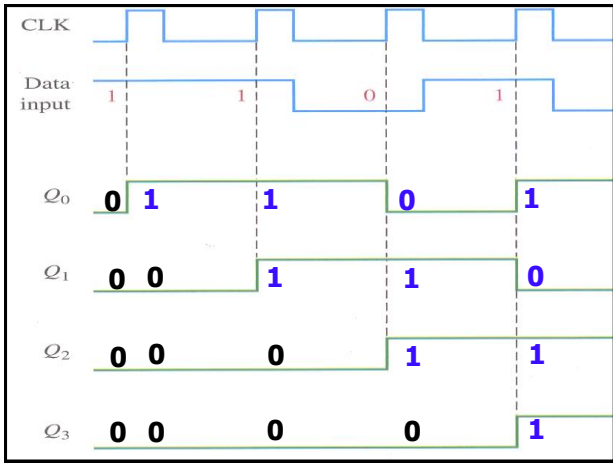 CLK
Data
input
1 1 0 1
Q0 0 1 1 0 1
Q1 0 0 1 1 0
Q2 0 0 0 1 1
Q3 0 0 0 0 1